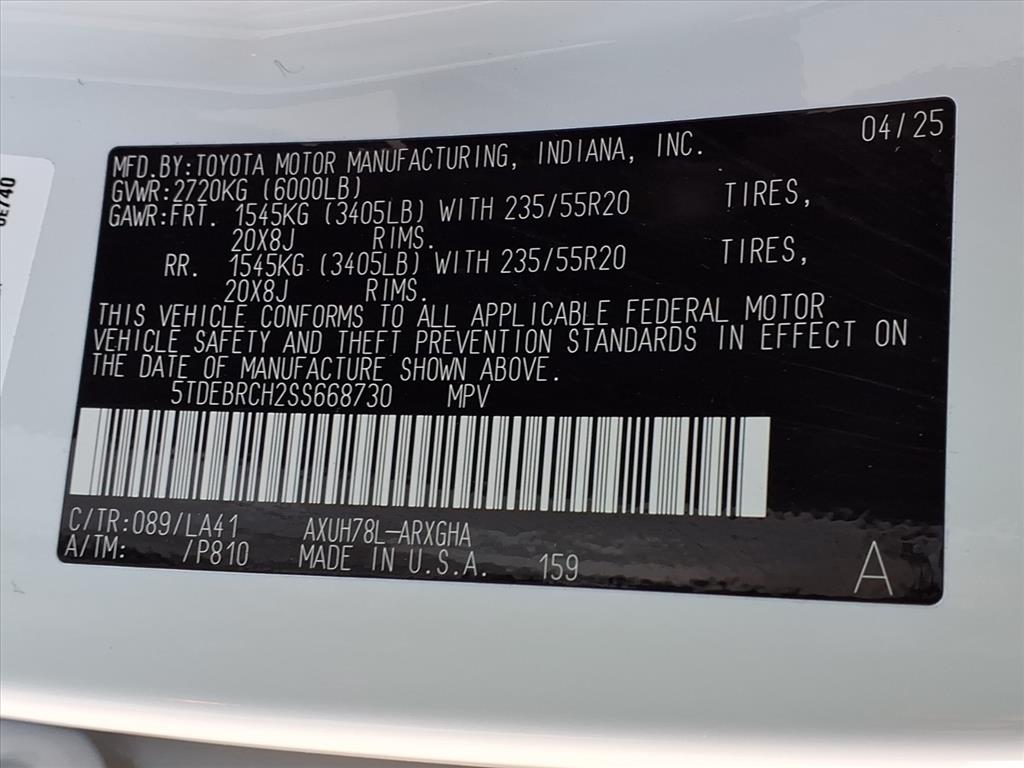 04/25
MFD.BY:TOYOTA MOTOR MANUFACTURING, INDIANA, INC.
GVWR:2720KG (6000LB)
GAWR:FRT. 1545KG (3405LB) WITH 235/55R20 TIRES,
20X8J RIMS.
RR. 1545KG (3405LB) WITH 235/55R20 TIRES,
20X8J RIMS.
THIS VEHICLE CONFORMS TO ALL APPLICABLE FEDERAL MOTOR
VEHICLE SAFETY AND THEFT PREVENTION STANDARDS IN EFFECT ON
THE DATE OF MANUFACTURE SHOWN ABOVE.
5TDEBRCH2SS668730 MPV
C/TR:089/LA41 AXUH78L-ARXGHA
A/TM: /P810 MADE IN U.S.A. 159
A